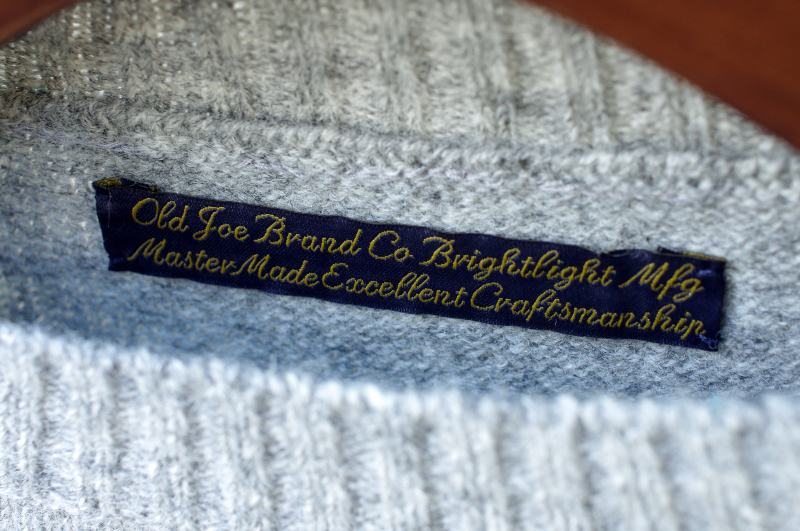 Old Joe Brand Co Brightlight Mfg
Master Made Excellent Craftsmanship